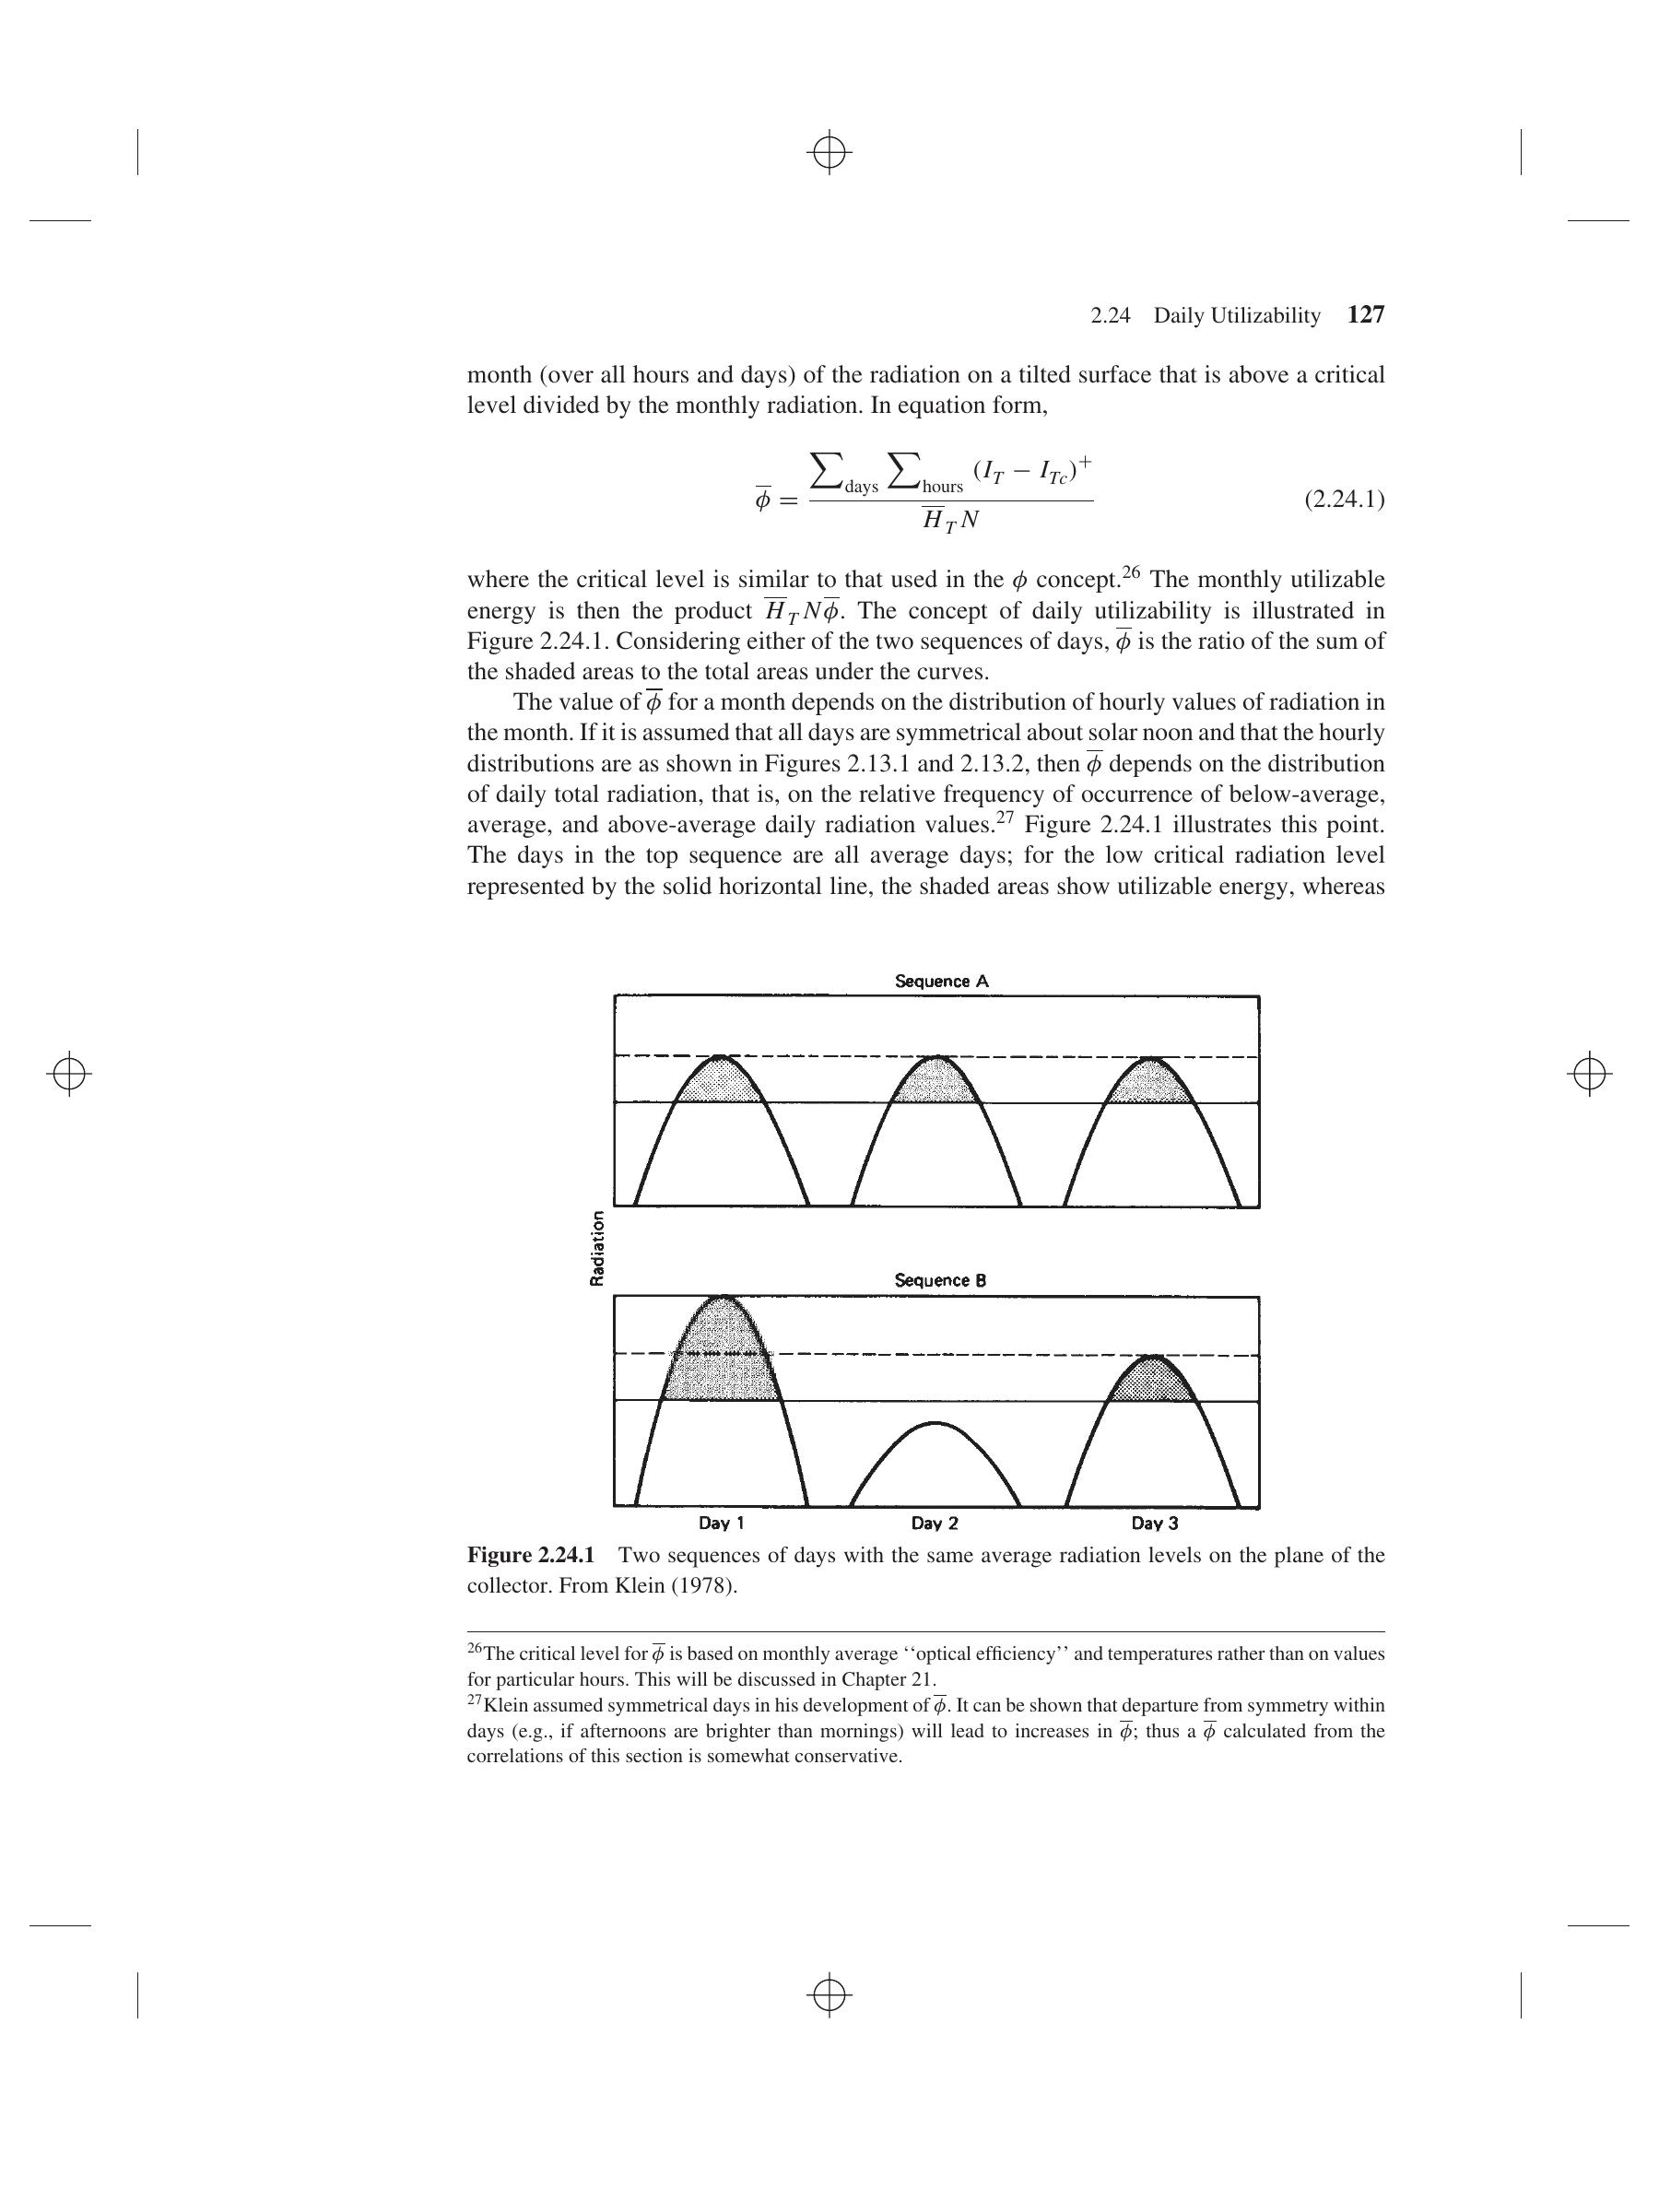 2.24 Daily Utilizability 127
month (over all hours and days) of the radiation on a tilted surface that is above a critical
level divided by the monthly radiation. In equation form,
\overline{\phi} = \frac{\sum_{\text{days}} \sum_{\text{hours}} (I_T - I_{Tc})^+}{\overline{H}_T N} (2.24.1)
where the critical level is similar to that used in the ϕ concept.²⁶ The monthly utilizable
energy is then the product \overline{H}_T N\overline{\phi}. The concept of daily utilizability is illustrated in
Figure 2.24.1. Considering either of the two sequences of days, \overline{\phi} is the ratio of the sum of
the shaded areas to the total areas under the curves.
The value of \overline{\phi} for a month depends on the distribution of hourly values of radiation in
the month. If it is assumed that all days are symmetrical about solar noon and that the hourly
distributions are as shown in Figures 2.13.1 and 2.13.2, then \overline{\phi} depends on the distribution
of daily total radiation, that is, on the relative frequency of occurrence of below-average,
average, and above-average daily radiation values.²⁷ Figure 2.24.1 illustrates this point.
The days in the top sequence are all average days; for the low critical radiation level
represented by the solid horizontal line, the shaded areas show utilizable energy, whereas
Sequence A
Radiation
Sequence B
Day 1 Day 2 Day 3
Figure 2.24.1 Two sequences of days with the same average radiation levels on the plane of the
collector. From Klein (1978).
²⁶The critical level for \overline{\phi} is based on monthly average ‘‘optical efficiency’’ and temperatures rather than on values
for particular hours. This will be discussed in Chapter 21.
²⁷Klein assumed symmetrical days in his development of \overline{\phi}. It can be shown that departure from symmetry within
days (e.g., if afternoons are brighter than mornings) will lead to increases in \overline{\phi}; thus a \overline{\phi} calculated from the
correlations of this section is somewhat conservative.